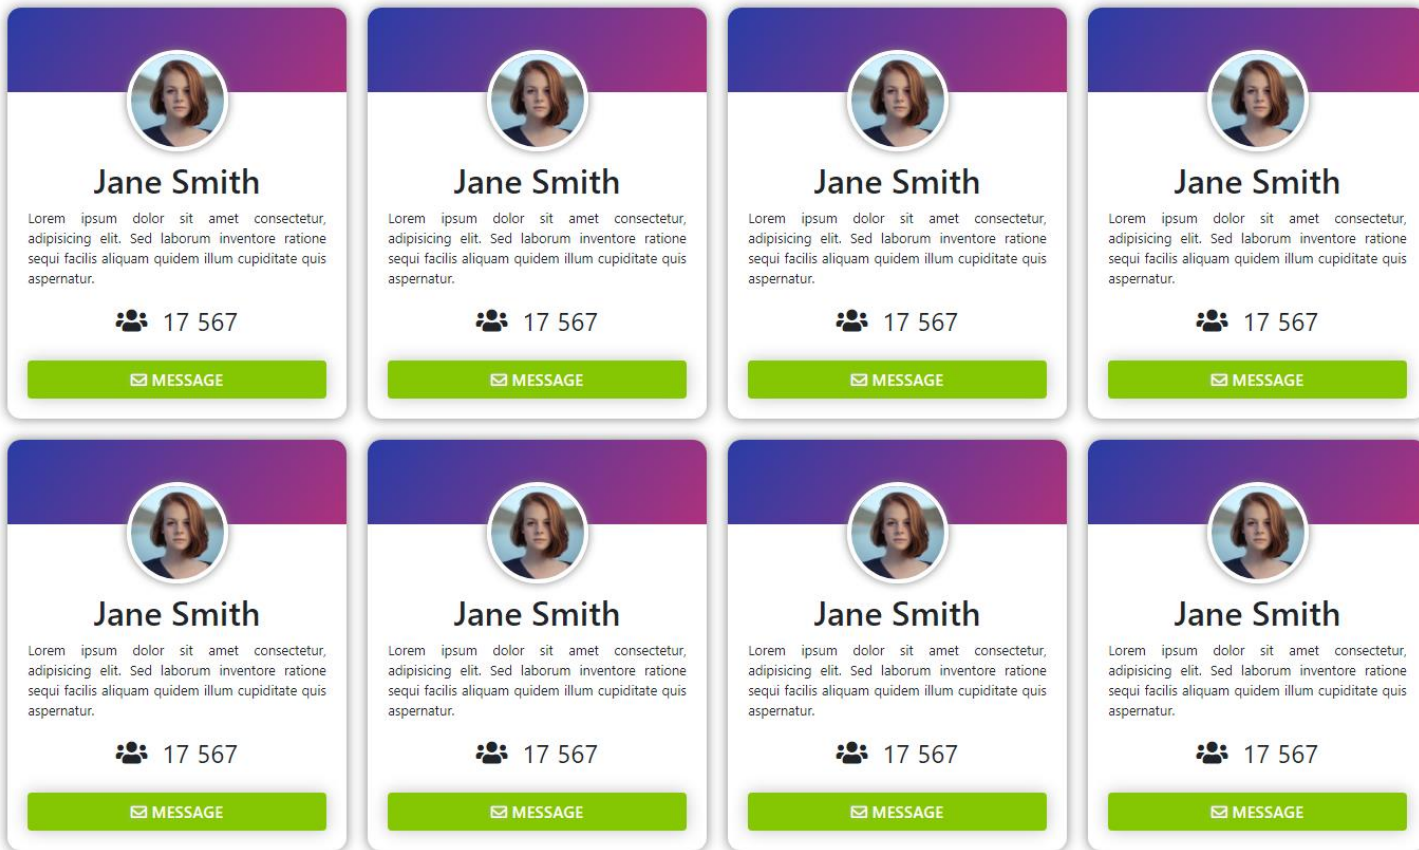 Jane Smith
Lorem ipsum dolor sit amet consectetur,
adipisicing elit. Sed laborum inventore ratione
sequi facilis aliquam quidem illum cupiditate quis
aspernatur.
17 567
MESSAGE
Jane Smith
Lorem ipsum dolor sit amet consectetur,
adipisicing elit. Sed laborum inventore ratione
sequi facilis aliquam quidem illum cupiditate quis
aspernatur.
17 567
MESSAGE
Jane Smith
Lorem ipsum dolor sit amet consectetur,
adipisicing elit. Sed laborum inventore ratione
sequi facilis aliquam quidem illum cupiditate quis
aspernatur.
17 567
MESSAGE
Jane Smith
Lorem ipsum dolor sit amet consectetur,
adipisicing elit. Sed laborum inventore ratione
sequi facilis aliquam quidem illum cupiditate quis
aspernatur.
17 567
MESSAGE
Jane Smith
Lorem ipsum dolor sit amet consectetur,
adipisicing elit. Sed laborum inventore ratione
sequi facilis aliquam quidem illum cupiditate quis
aspernatur.
17 567
MESSAGE
Jane Smith
Lorem ipsum dolor sit amet consectetur,
adipisicing elit. Sed laborum inventore ratione
sequi facilis aliquam quidem illum cupiditate quis
aspernatur.
17 567
MESSAGE
Jane Smith
Lorem ipsum dolor sit amet consectetur,
adipisicing elit. Sed laborum inventore ratione
sequi facilis aliquam quidem illum cupiditate quis
aspernatur.
17 567
MESSAGE
Jane Smith
Lorem ipsum dolor sit amet consectetur,
adipisicing elit. Sed laborum inventore ratione
sequi facilis aliquam quidem illum cupiditate quis
aspernatur.
17 567
MESSAGE